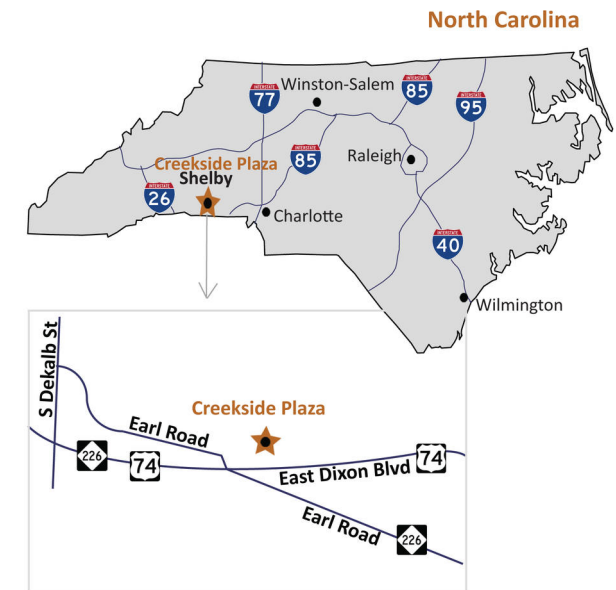 North Carolina
INTERSTATE
77
Winston-Salem
INTERSTATE
85
INTERSTATE
95
INTERSTATE
85
Raleigh
Creekside Plaza
Shelby
INTERSTATE
26
Charlotte
INTERSTATE
40
Wilmington
S Dekalb St
Creekside Plaza
Earl Road
226
74
East Dixon Blvd
74
Earl Road
226